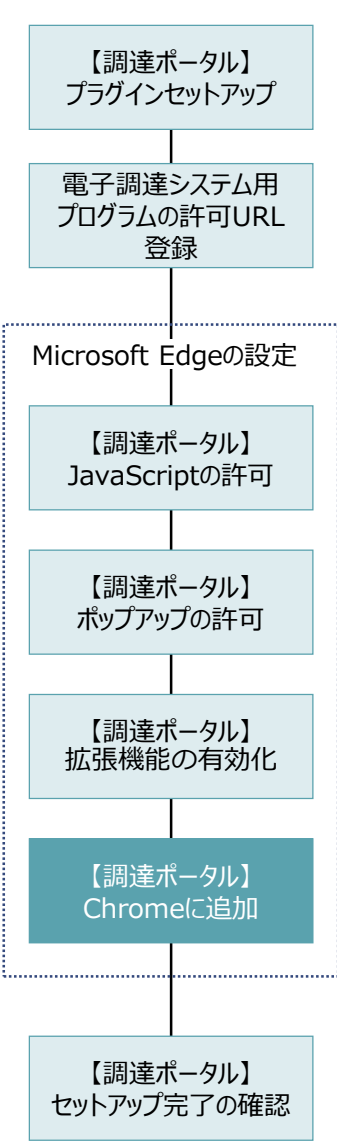 【調達ポータル】
プラグインセットアップ
電子調達システム用
プログラムの許可URL
登録
Microsoft Edgeの設定
【調達ポータル】
JavaScriptの許可
【調達ポータル】
ポップアップの許可
【調達ポータル】
拡張機能の有効化
【調達ポータル】
Chromeに追加
【調達ポータル】
セットアップ完了の確認